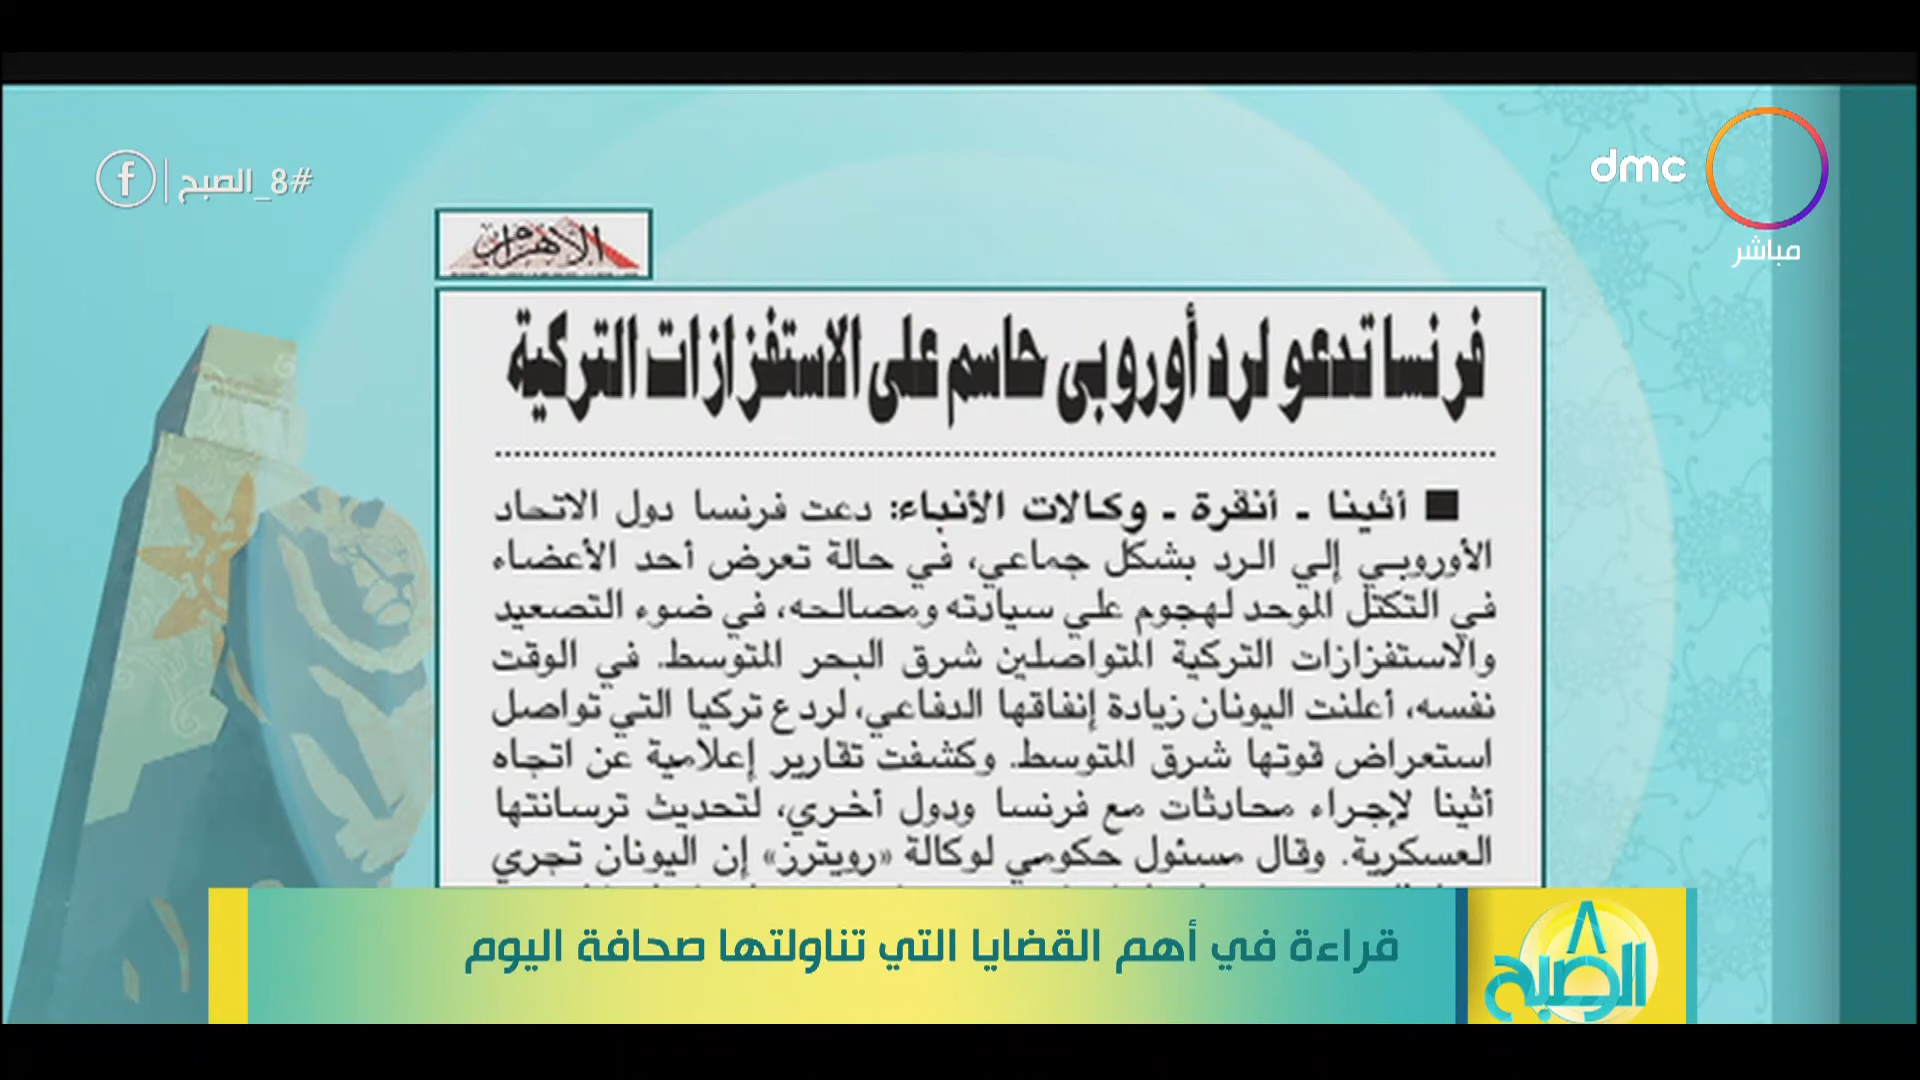 #8_الصبح
dmc
مباشر
الأهرام
فرنسا تدعو لرد أوروبى حاسم على الاستفزازات التركية
■ أثينا - أنقرة - وكالات الأنباء: دعت فرنسا دول الاتحاد
الأوروبي إلي الرد بشكل جماعي، في حالة تعرض أحد الأعضاء
في التكتل الموحد لهجوم علي سيادته ومصالحه، في ضوء التصعيد
والاستفزازات التركية المتواصلين شرق البحر المتوسط. في الوقت
نفسه، أعلنت اليونان زيادة إنفاقها الدفاعي، لردع تركيا التي تواصل
استعراض قوتها شرق المتوسط. وكشفت تقارير إعلامية عن اتجاه
أثينا لإجراء محادثات مع فرنسا ودول أخري، لتحديث ترسانتها
العسكرية. وقال مسئول حكومي لوكالة «رويترز» إن اليونان تجري
قراءة في أهم القضايا التي تناولتها صحافة اليوم
٨ الصبح